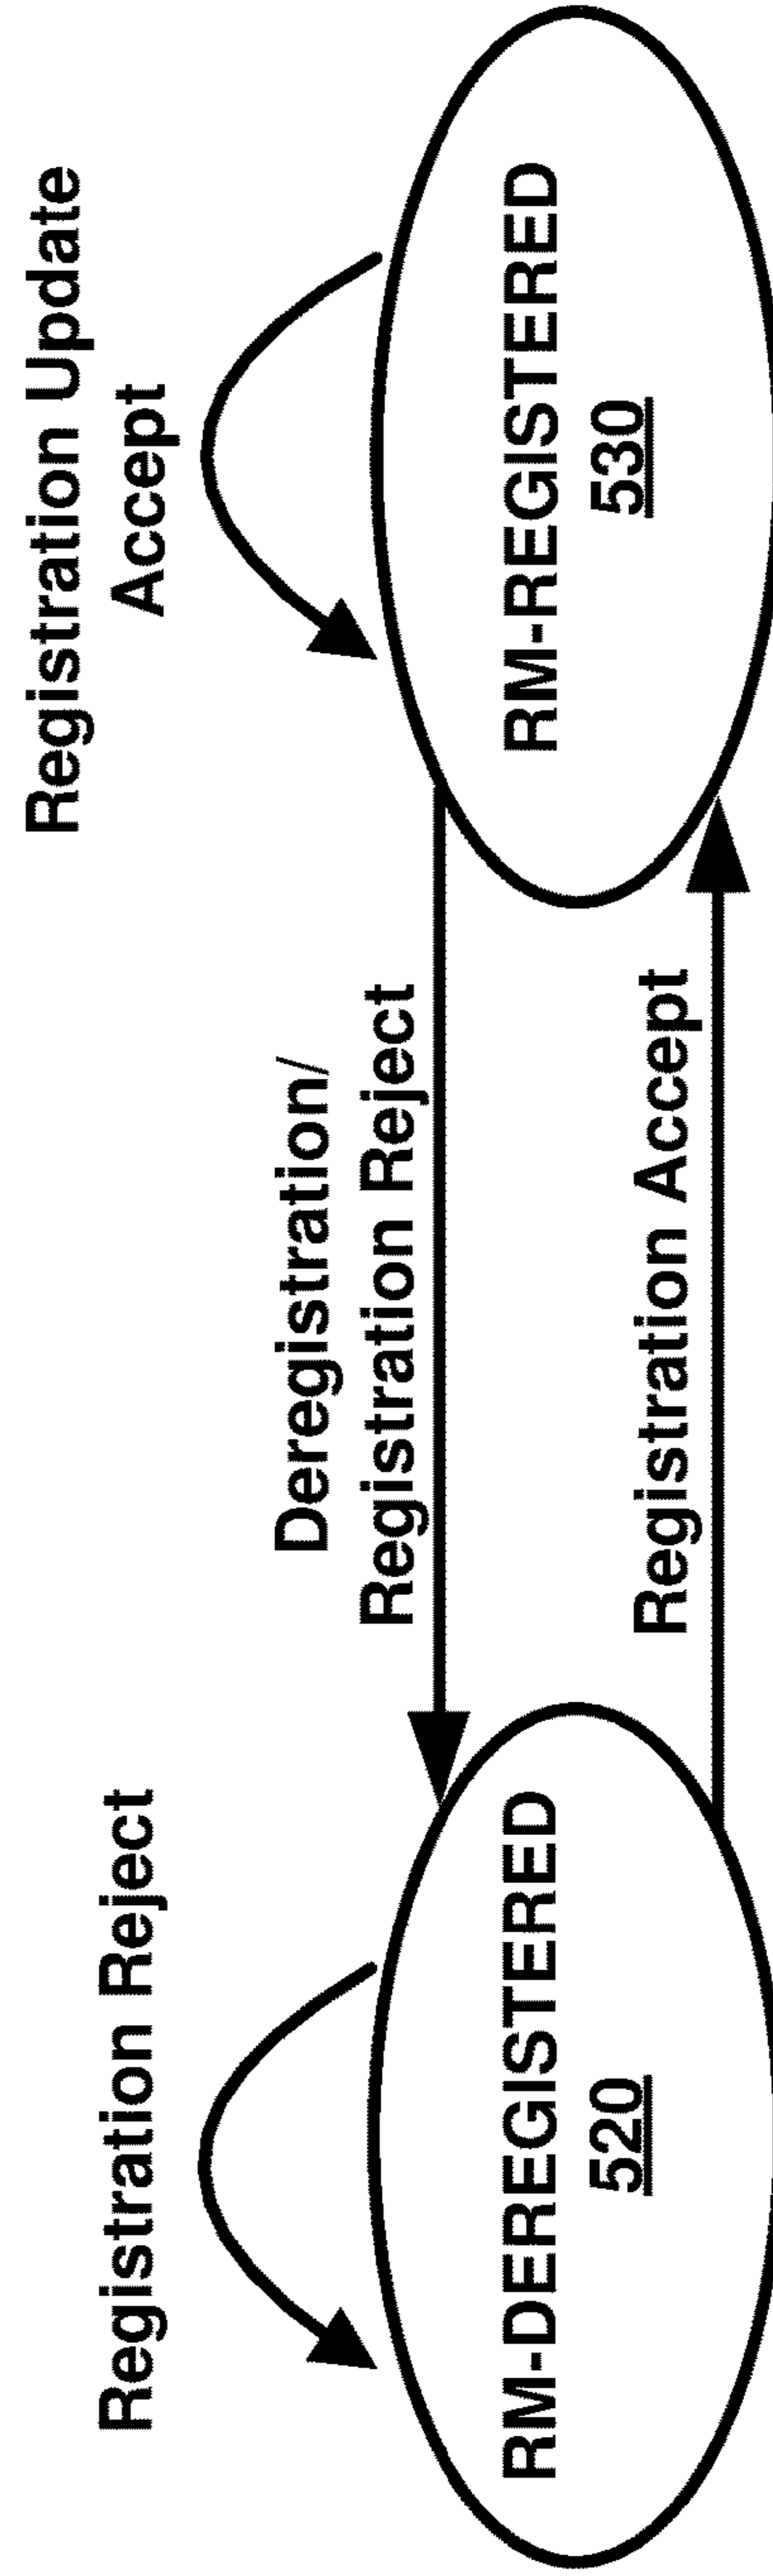 Registration Reject
Registration Update
Accept
Deregistration/
Registration Reject
RM-DEREGISTERED
520
RM-REGISTERED
530
Registration Accept